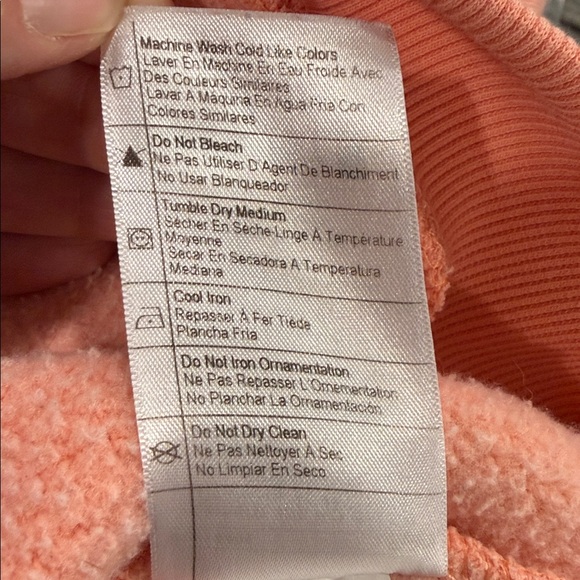 Machine Wash Cold Like Colors
Laver En Machine En Eau Froide Avec
Des Couleurs Similaires
Lavar A Maquina En Agua Fria Con
Colores Similares
Do Not Bleach
Ne Pas Utiliser D'Agent De Blanchiment
No Usar Blanqueador
Tumble Dry Medium
Sécher En Sèche-Linge À Température
Moyenne
Secar En Secadora A Temperatura
Mediana
Cool Iron
Repasser À Fer Tiède
Plancha Fria
Do Not Iron Ornamentation
Ne Pas Repasser L'Ornementation
No Planchar La Ornamentación
Do Not Dry Clean
Ne Pas Nettoyer À Sec
No Limpiar En Seco